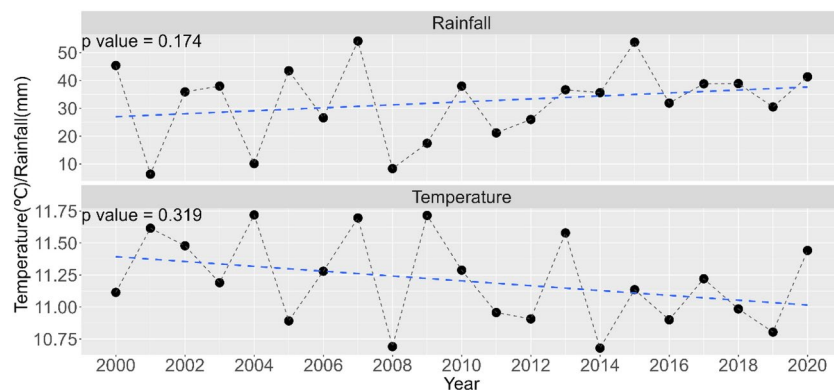 Rainfall
p value = 0.174
50
40
30
20
10
Temperature
p value = 0.319
11.75
11.50
11.25
11.00
10.75
Temperature(℃)/Rainfall(mm)
2000 2002 2004 2006 2008 2010 2012 2014 2016 2018 2020
Year